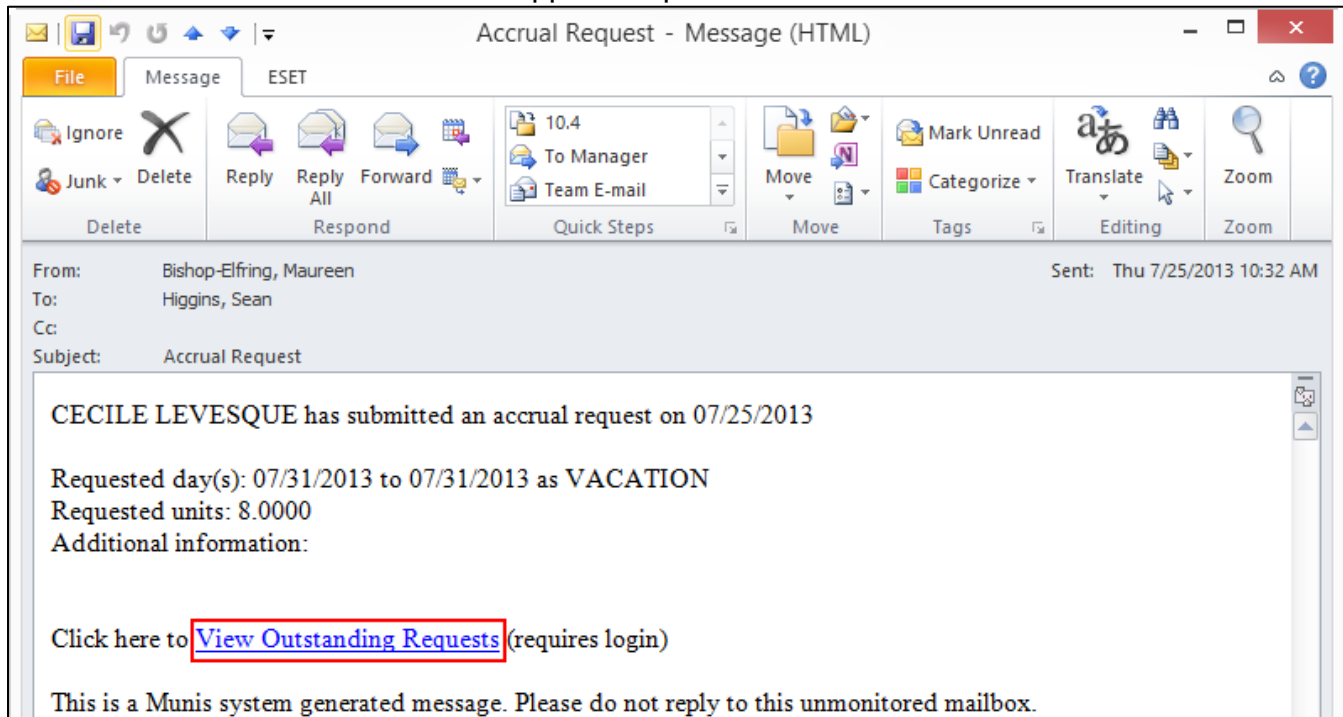 Accrual Request - Message (HTML)
File Message ESET
Ignore
Junk
Delete
Reply
Reply All
Forward
10.4
To Manager
Team E-mail
Move
Mark Unread
Categorize
Translate
Zoom
Delete Respond Quick Steps Move Tags Editing Zoom
From: Bishop-Elfring, Maureen Sent: Thu 7/25/2013 10:32 AM
To: Higgins, Sean
Cc:
Subject: Accrual Request
CECILE LEVESQUE has submitted an accrual request on 07/25/2013
Requested day(s): 07/31/2013 to 07/31/2013 as VACATION
Requested units: 8.0000
Additional information:
Click here to View Outstanding Requests (requires login)
This is a Munis system generated message. Please do not reply to this unmonitored mailbox.